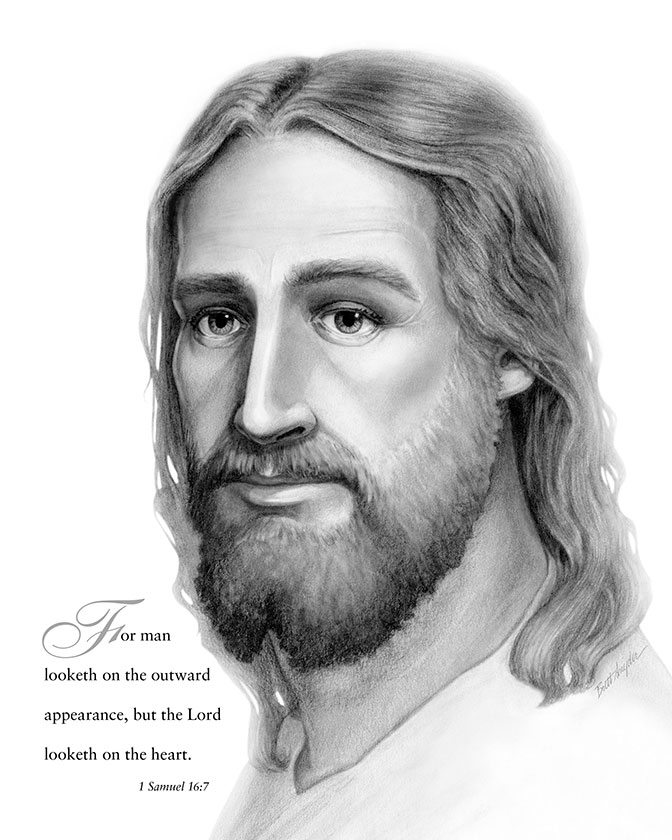 For man
looketh on the outward
appearance, but the Lord
looketh on the heart.
1 Samuel 16:7